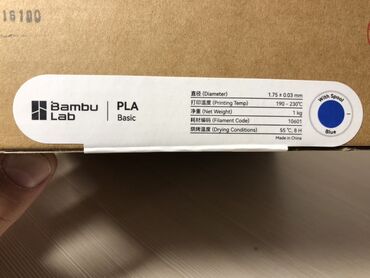 16100
Bambu
Lab
PLA
Basic
直径 (Diameter) 1.75 ± 0.03 mm
打印温度 (Printing Temp) 190 - 230℃
净重 (Net Weight) 1 kg
耗材编码 (Filament Code) 10601
烘烤温度 (Drying Conditions) 55 ℃, 8 H
Made in China
With Spool
Blue